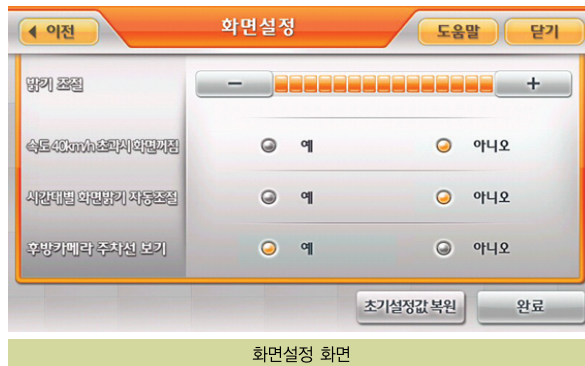 이전 화면설정 도움말 닫기
밝기 조절 − +
속도 40km/h 초과시 화면꺼짐 예 아니오
시간대별 화면밝기 자동조절 예 아니오
후방카메라 주차선 보기 예 아니오
초기설정값 복원 완료
화면설정 화면